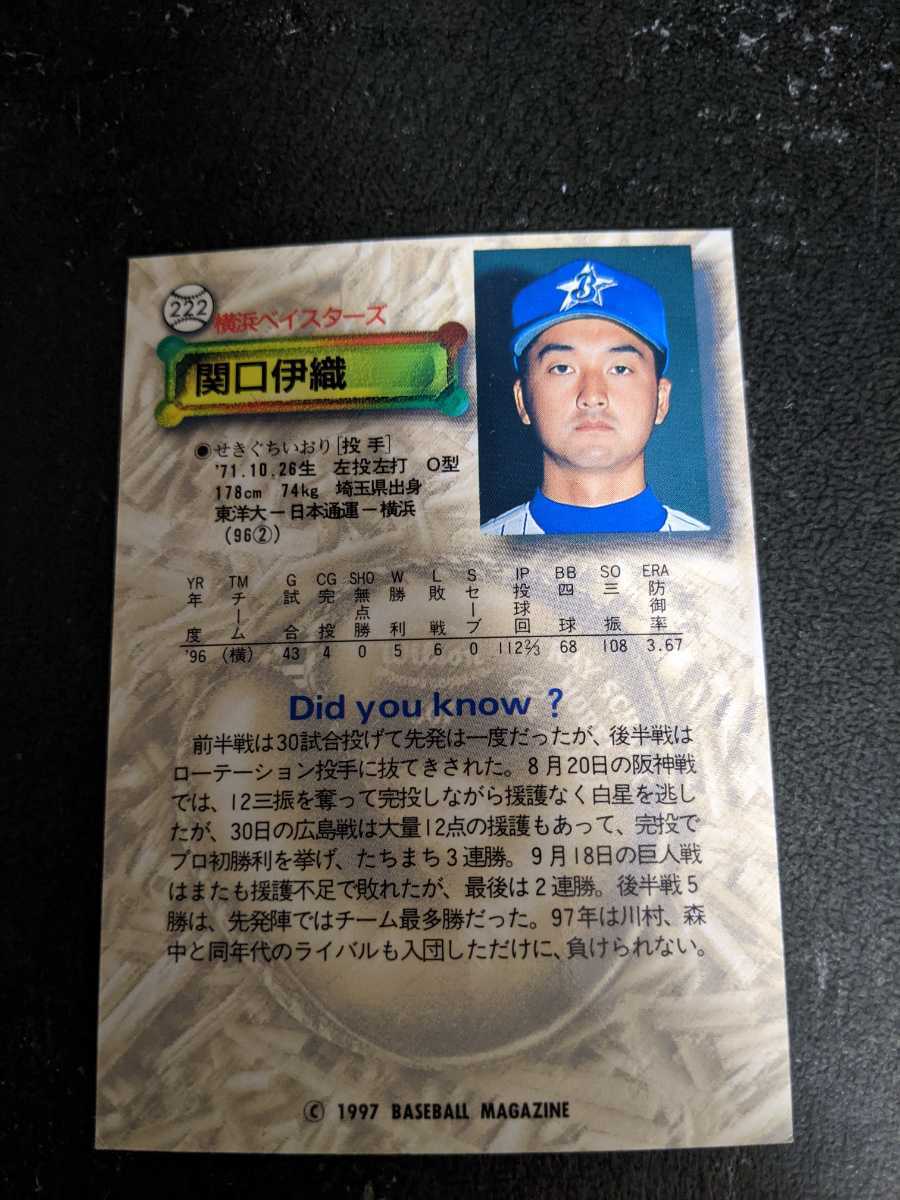 222
横浜ベイスターズ
B
関口伊織
◉せきぐちいおり[投手]
'71.10.26生 左投左打 O型
178cm 74kg 埼玉県出身
東洋大ー日本通運ー横浜
(96②)
YR TM G CG SHO W L S IP BB SO ERA
年度 チーム 試合 完投 無点勝 勝利 敗戦 セーブ 投球回 四球 三振 防御率
'96 (横) 43 4 0 5 6 0 112⅔ 68 108 3.67
Did you know ?
前半戦は30試合投げて先発は一度だったが、後半戦は
ローテーション投手に抜てきされた。8月20日の阪神戦
では、12三振を奪って完投しながら援護なく白星を逃し
たが、30日の広島戦は大量12点の援護もあって、完投で
プロ初勝利を挙げ、たちまち3連勝。9月18日の巨人戦
はまたも援護不足で敗れたが、最後は2連勝。後半戦5
勝は、先発陣ではチーム最多勝だった。97年は川村、森
中と同年代のライバルも入団しただけに、負けられない。
© 1997 BASEBALL MAGAZINE